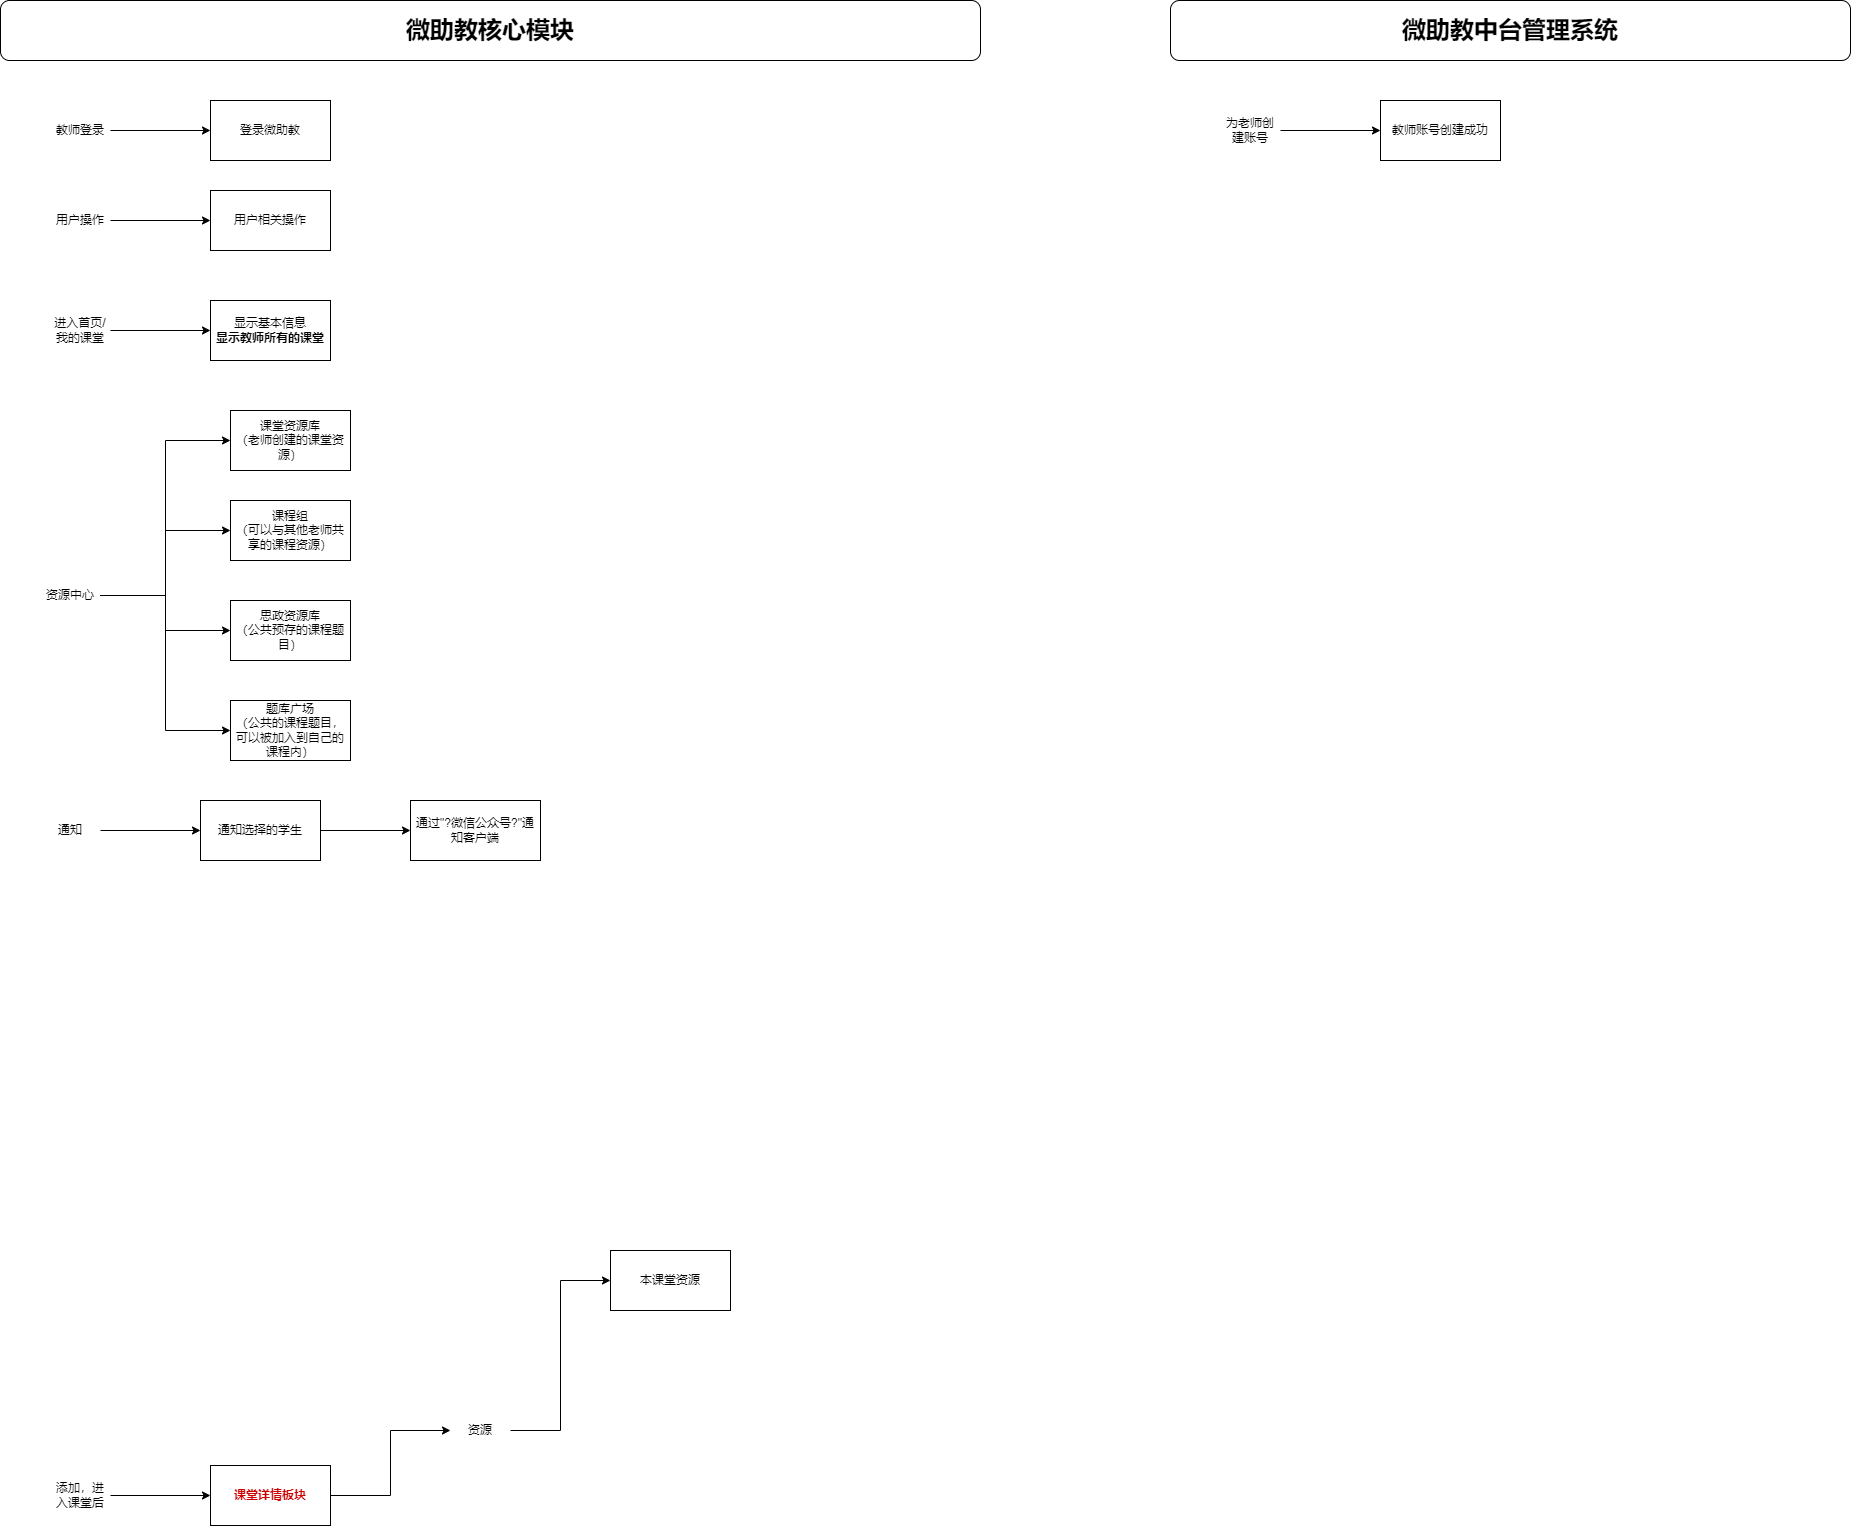 微助教核心模块
微助教中台管理系统
教师登录
登录微助教
为老师创
建账号
教师账号创建成功
用户操作
用户相关操作
进入首页/
我的课堂
显示基本信息
显示教师所有的课堂
课堂资源库
（老师创建的课堂资
源）
课程组
（可以与其他老师共
享的课程资源）
资源中心
思政资源库
（公共预存的课程题
目）
题库广场
（公共的课程题目，
可以被加入到自己的
课程内）
通知
通知选择的学生
通过"?微信公众号?"通
知客户端
本课堂资源
资源
添加，进
入课堂后
课堂详情板块